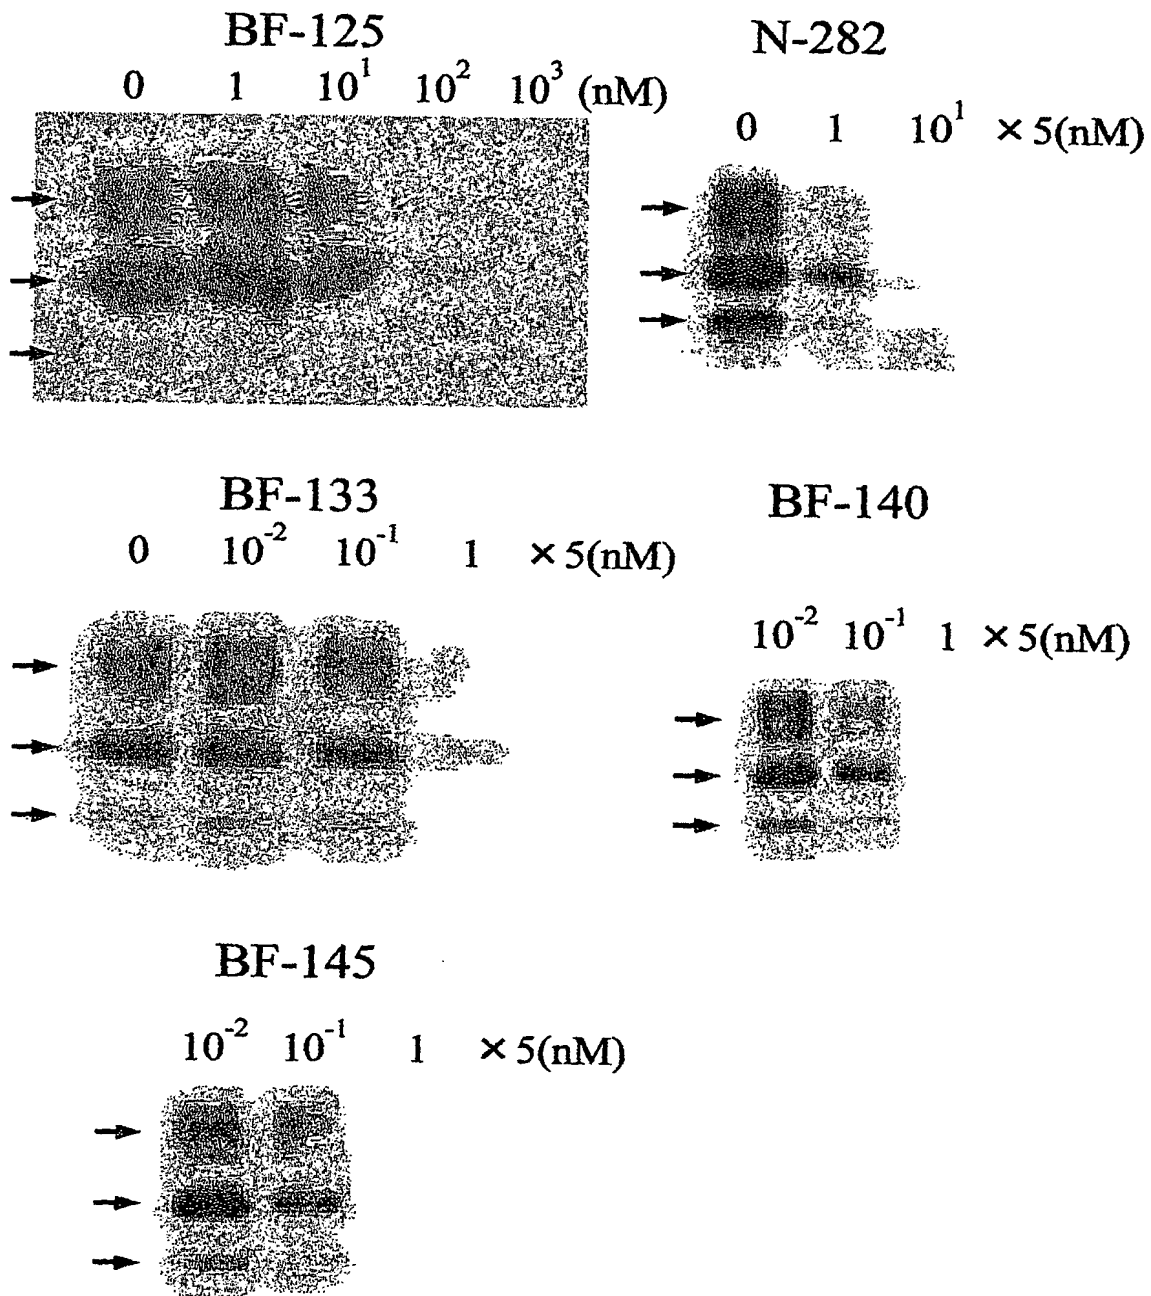 BF-125
0 1 10¹ 10² 10³ (nM)
N-282
0 1 10¹ × 5(nM)
BF-133
0 10⁻² 10⁻¹ 1 × 5(nM)
BF-140
10⁻² 10⁻¹ 1 × 5(nM)
BF-145
10⁻² 10⁻¹ 1 × 5(nM)